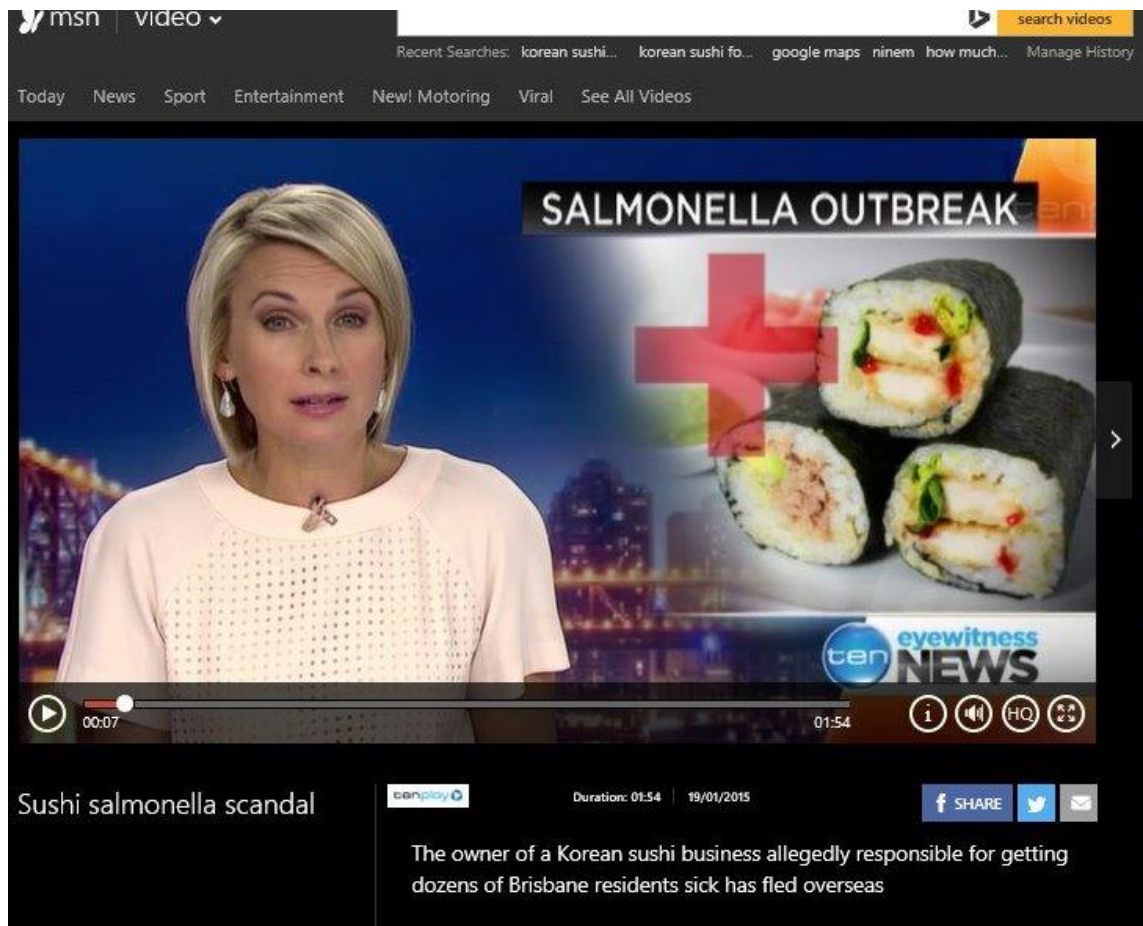 msn video
search videos
Recent Searches: korean sushi... korean sushi fo... google maps ninem how much... Manage History
Today News Sport Entertainment New! Motoring Viral See All Videos
SALMONELLA OUTBREAK
ten
eyewitness
ten NEWS
00:07 01:54 i HQ
Sushi salmonella scandal
tenplay Duration: 01:54 19/01/2015 f SHARE
The owner of a Korean sushi business allegedly responsible for getting
dozens of Brisbane residents sick has fled overseas